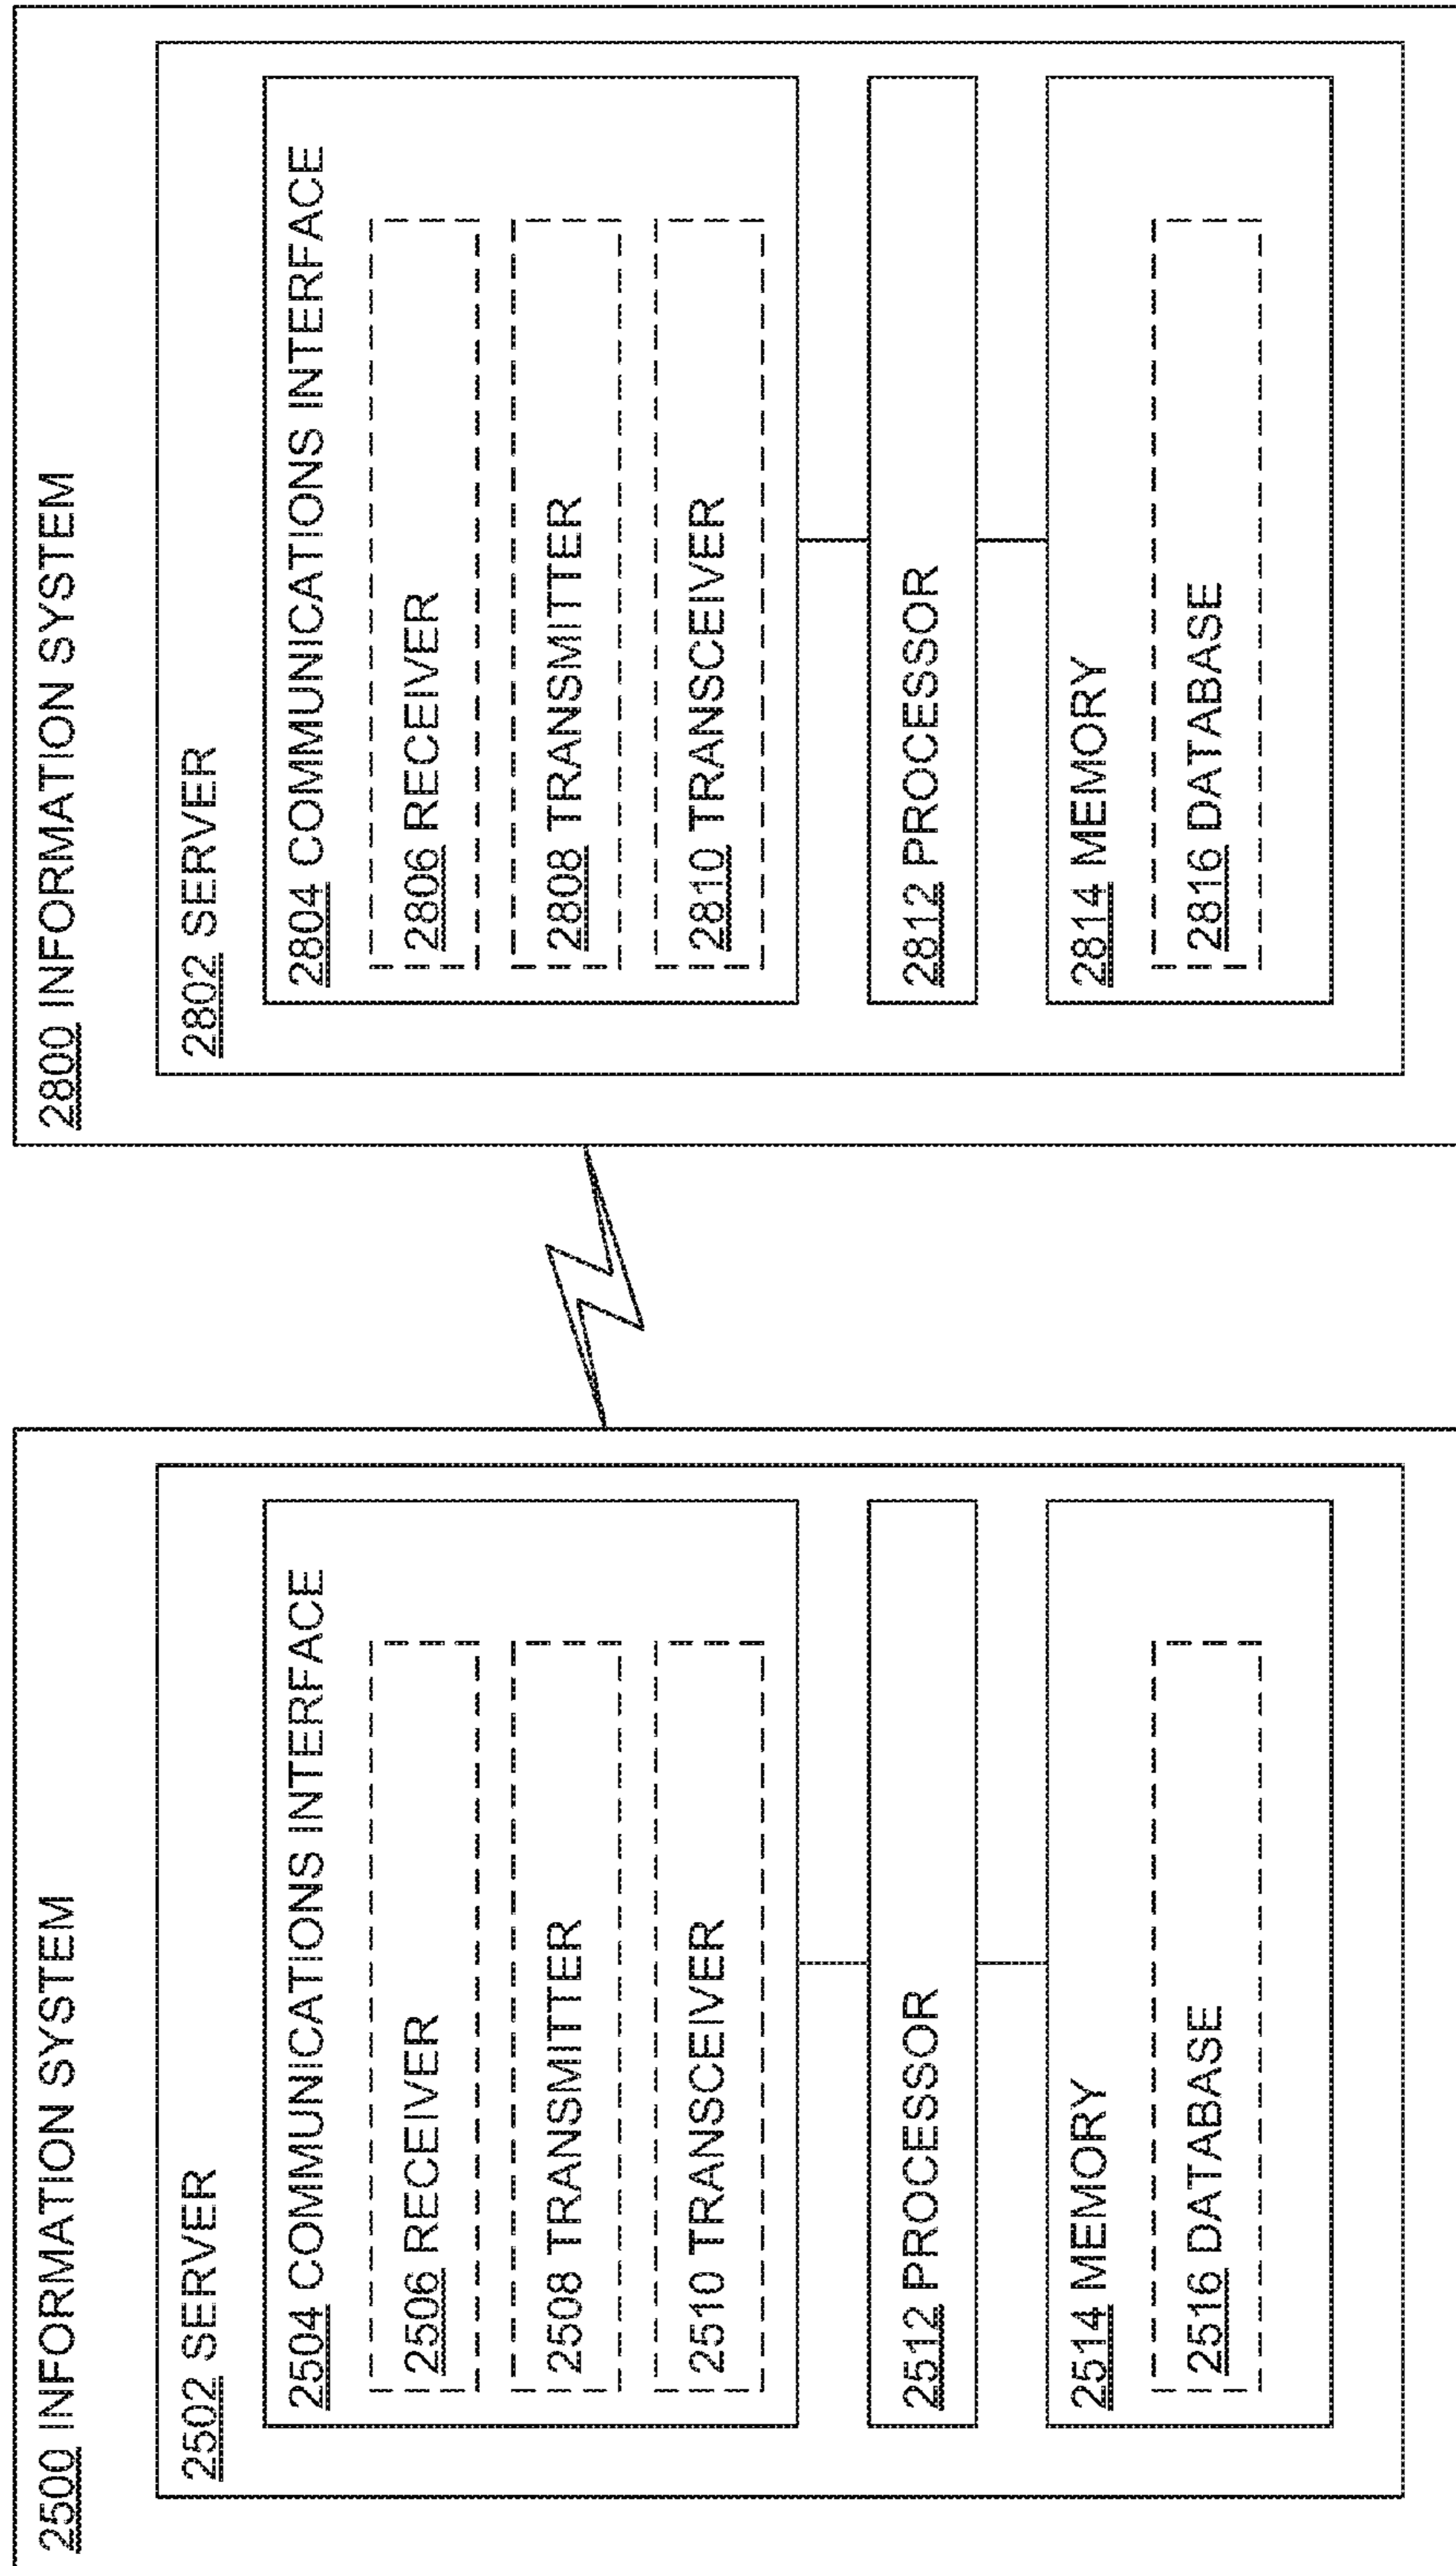 2500 INFORMATION SYSTEM
2502 SERVER
2504 COMMUNICATIONS INTERFACE
2506 RECEIVER
2508 TRANSMITTER
2510 TRANSCEIVER
2512 PROCESSOR
2514 MEMORY
2516 DATABASE
2800 INFORMATION SYSTEM
2802 SERVER
2804 COMMUNICATIONS INTERFACE
2806 RECEIVER
2808 TRANSMITTER
2810 TRANSCEIVER
2812 PROCESSOR
2814 MEMORY
2816 DATABASE